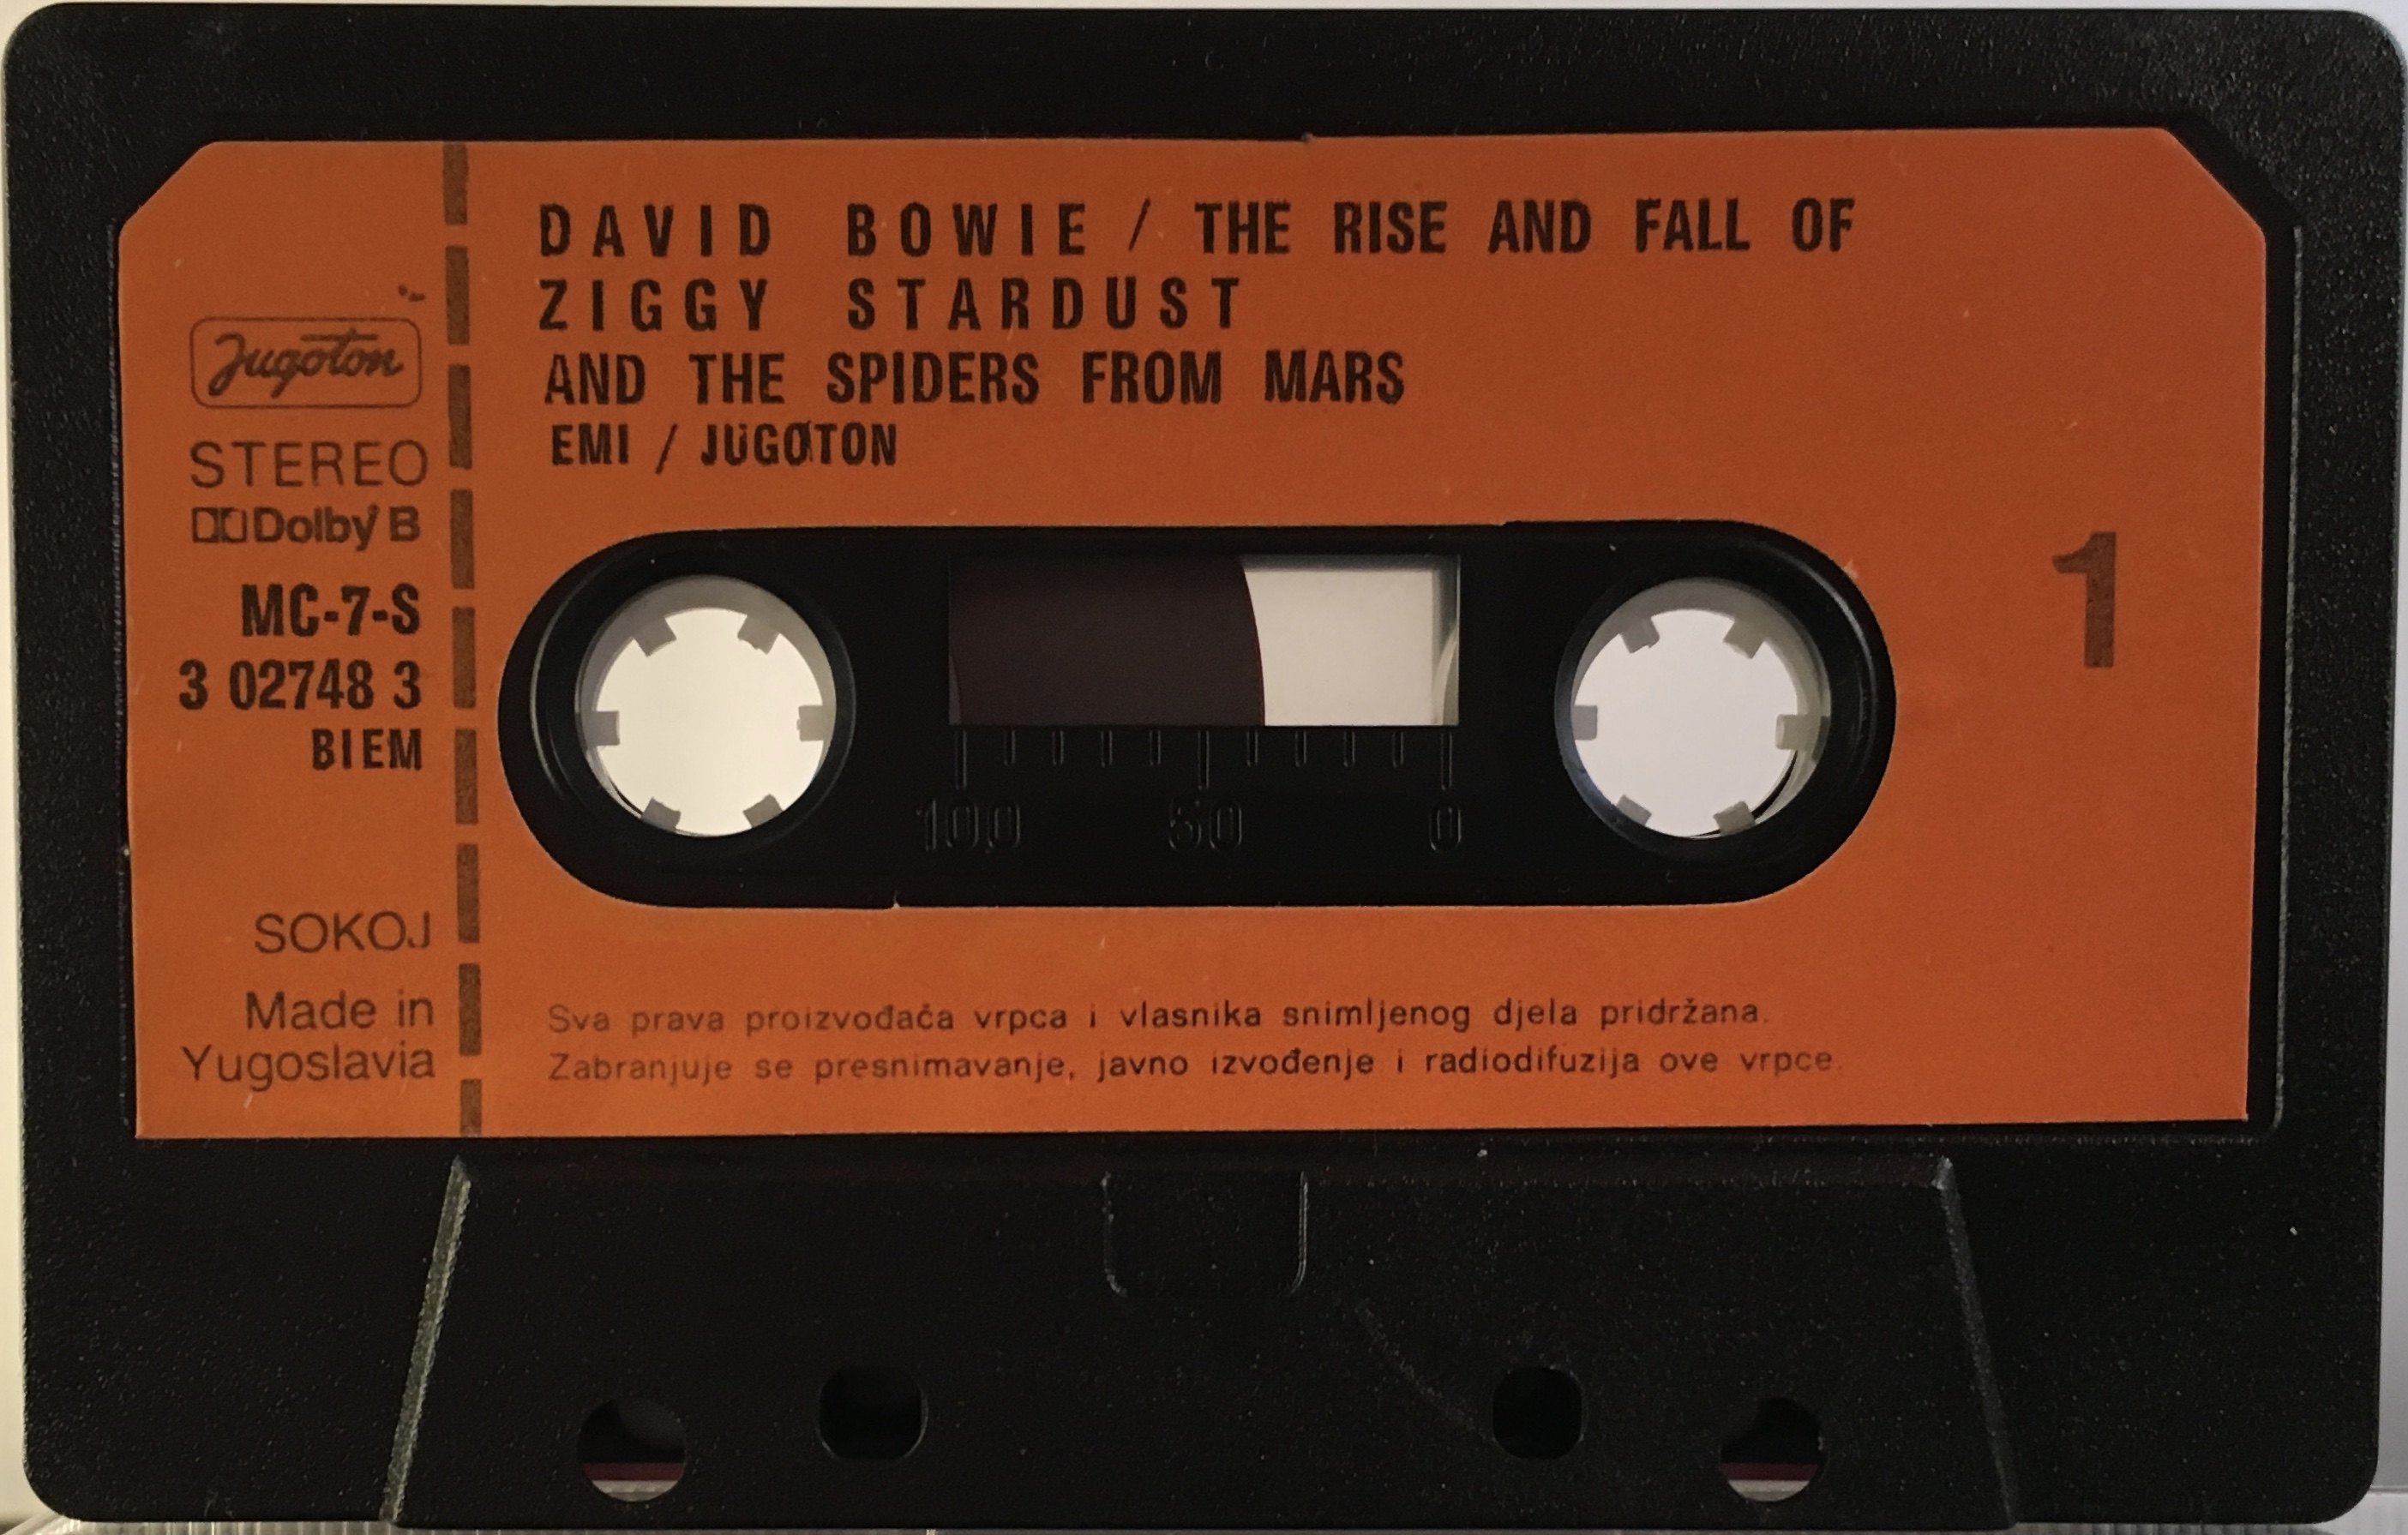 Jugoton
STEREO
Dolby B
MC-7-S
3 02748 3
BIEM
SOKOJ
Made in
Yugoslavia
DAVID BOWIE / THE RISE AND FALL OF
ZIGGY STARDUST
AND THE SPIDERS FROM MARS
EMI / JUGOTON
100 50 0
1
Sva prava proizvođača vrpca i vlasnika snimljenog djela pridržana.
Zabranjuje se presnimavanje, javno izvođenje i radiodifuzija ove vrpce.